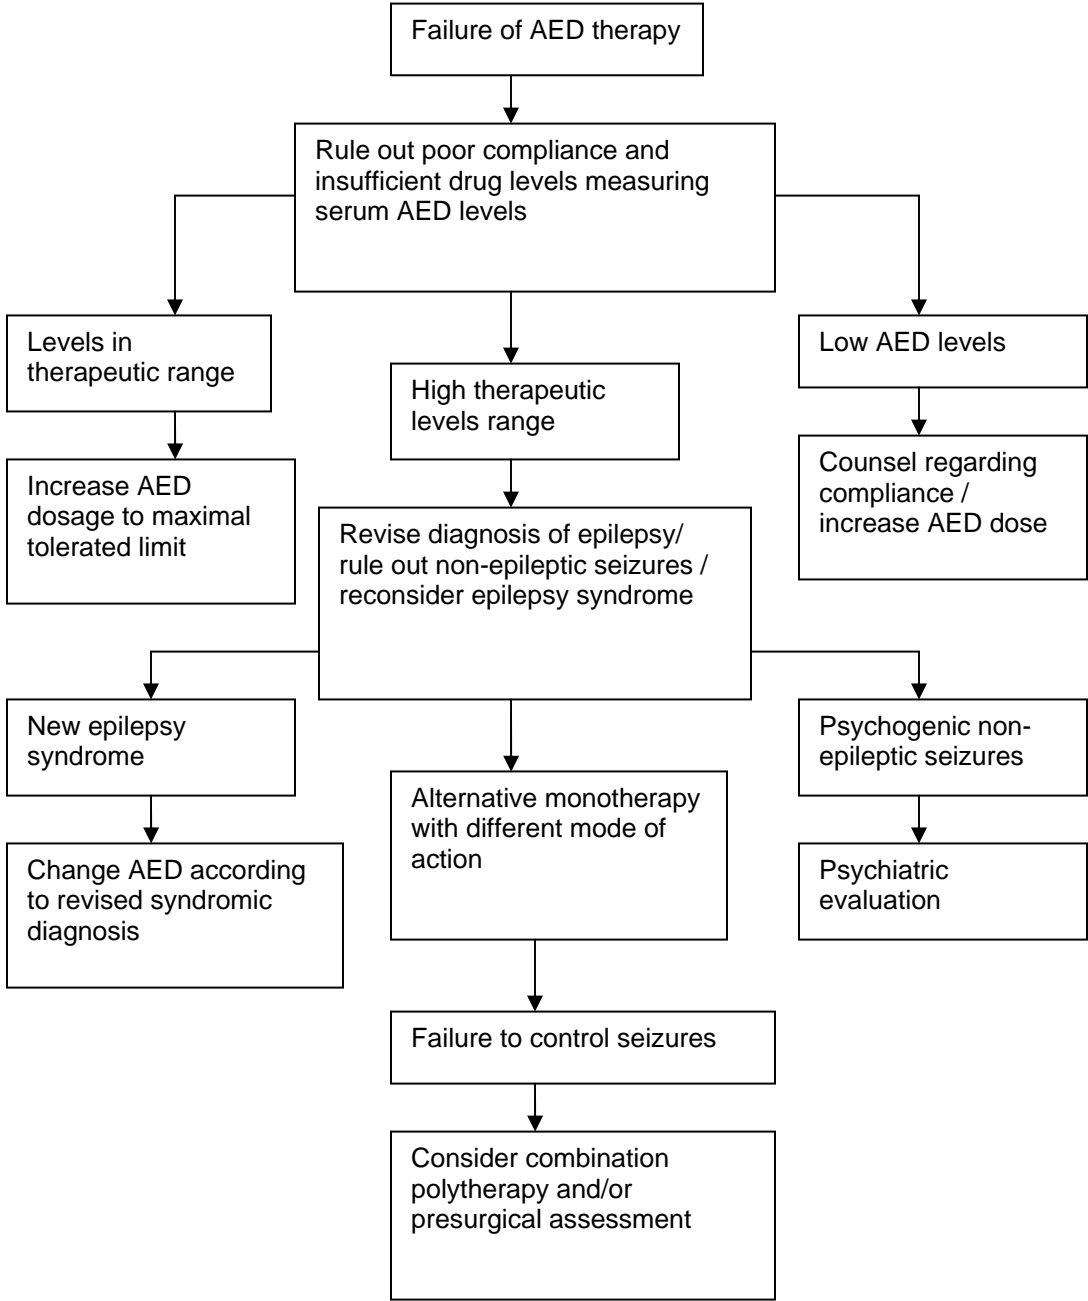 Failure of AED therapy
Rule out poor compliance and
insufficient drug levels measuring
serum AED levels
Levels in
therapeutic range
High therapeutic
levels range
Low AED levels
Increase AED
dosage to maximal
tolerated limit
Counsel regarding
compliance /
increase AED dose
Revise diagnosis of epilepsy/
rule out non-epileptic seizures /
reconsider epilepsy syndrome
New epilepsy
syndrome
Alternative monotherapy
with different mode of
action
Psychogenic non-
epileptic seizures
Change AED according
to revised syndromic
diagnosis
Psychiatric
evaluation
Failure to control seizures
Consider combination
polytherapy and/or
presurgical assessment